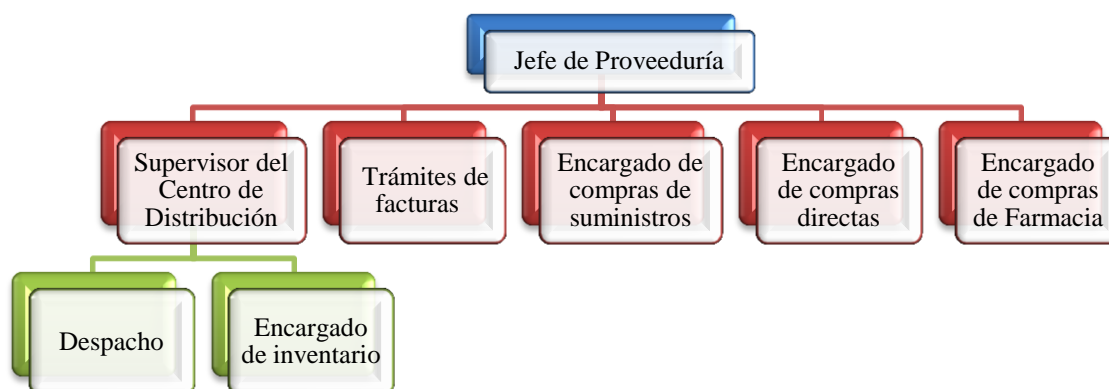 Jefe de Proveeduría
Supervisor del
Centro de
Distribución
Trámites de
facturas
Encargado de
compras de
suministros
Encargado
de compras
directas
Encargado
de compras
de Farmacia
Despacho
Encargado
de inventario